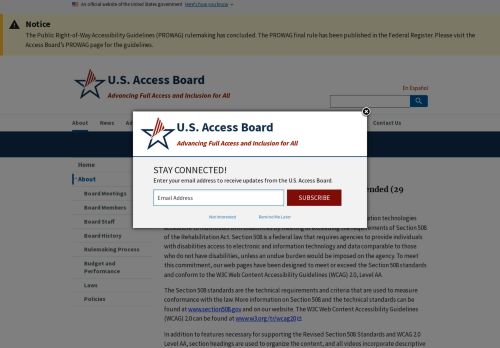 An official website of the United States government Here's how you know
Notice
The Public Right-of-Way Accessibility Guidelines (PROWAG) rulemaking has concluded. The PROWAG final rule has been published in the Federal Register. Please visit the
Access Board's PROWAG page for the guidelines.
U.S. Access Board
Advancing Full Access and Inclusion for All
En Español
About News Contact Us
U.S. Access Board
Advancing Full Access and Inclusion for All
STAY CONNECTED!
Enter your email address to receive updates from the U.S. Access Board.
Email Address SUBSCRIBE
Not Interested Remind Me Later
Home
About
Board Meetings
Board Members
Board Staff
Board History
Rulemaking Process
Budget and
Performance
Laws
Policies
(29
information technologies
of the Rehabilitation Act. Section 508 is a federal law that requires agencies to provide individuals
with disabilities access to electronic and information technology and data comparable to those
who do not have disabilities, unless an undue burden would be imposed on the agency. To meet
this commitment, our web pages have been designed to meet or exceed the Section 508 standards
and conform to the W3C Web Content Accessibility Guidelines (WCAG) 2.0, Level AA
The Section 508 standards are the technical requirements and criteria that are used to measure
conformance with the law. More information on Section 508 and the technical standards can be
found at www.section508.gov and on our website. The W3C Web Content Accessibility Guidelines
(WCAG) 2.0 can be found at www.w3.org/tr/wcag20.
In addition to features necessary for supporting the Revised Section 508 Standards and WCAG 2.0
Level AA, section headings are used to organize the content, and all videos incorporate descriptive